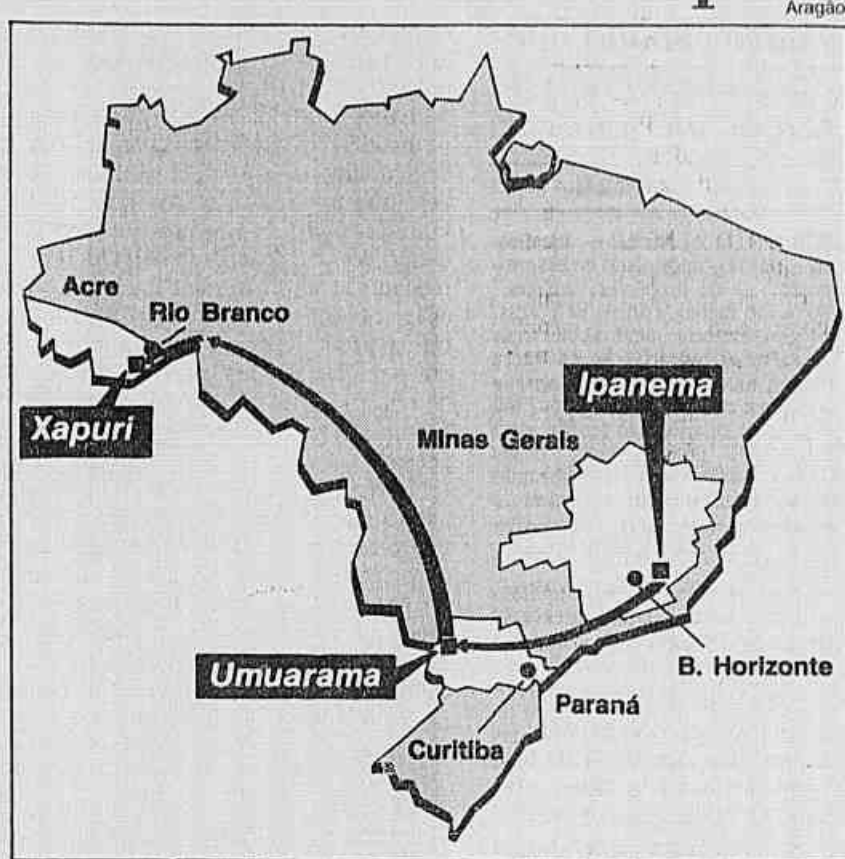 Aragão
Acre
Rio Branco
Xapuri
Ipanema
Minas Gerais
Umuarama
B. Horizonte
Paraná
Curitiba